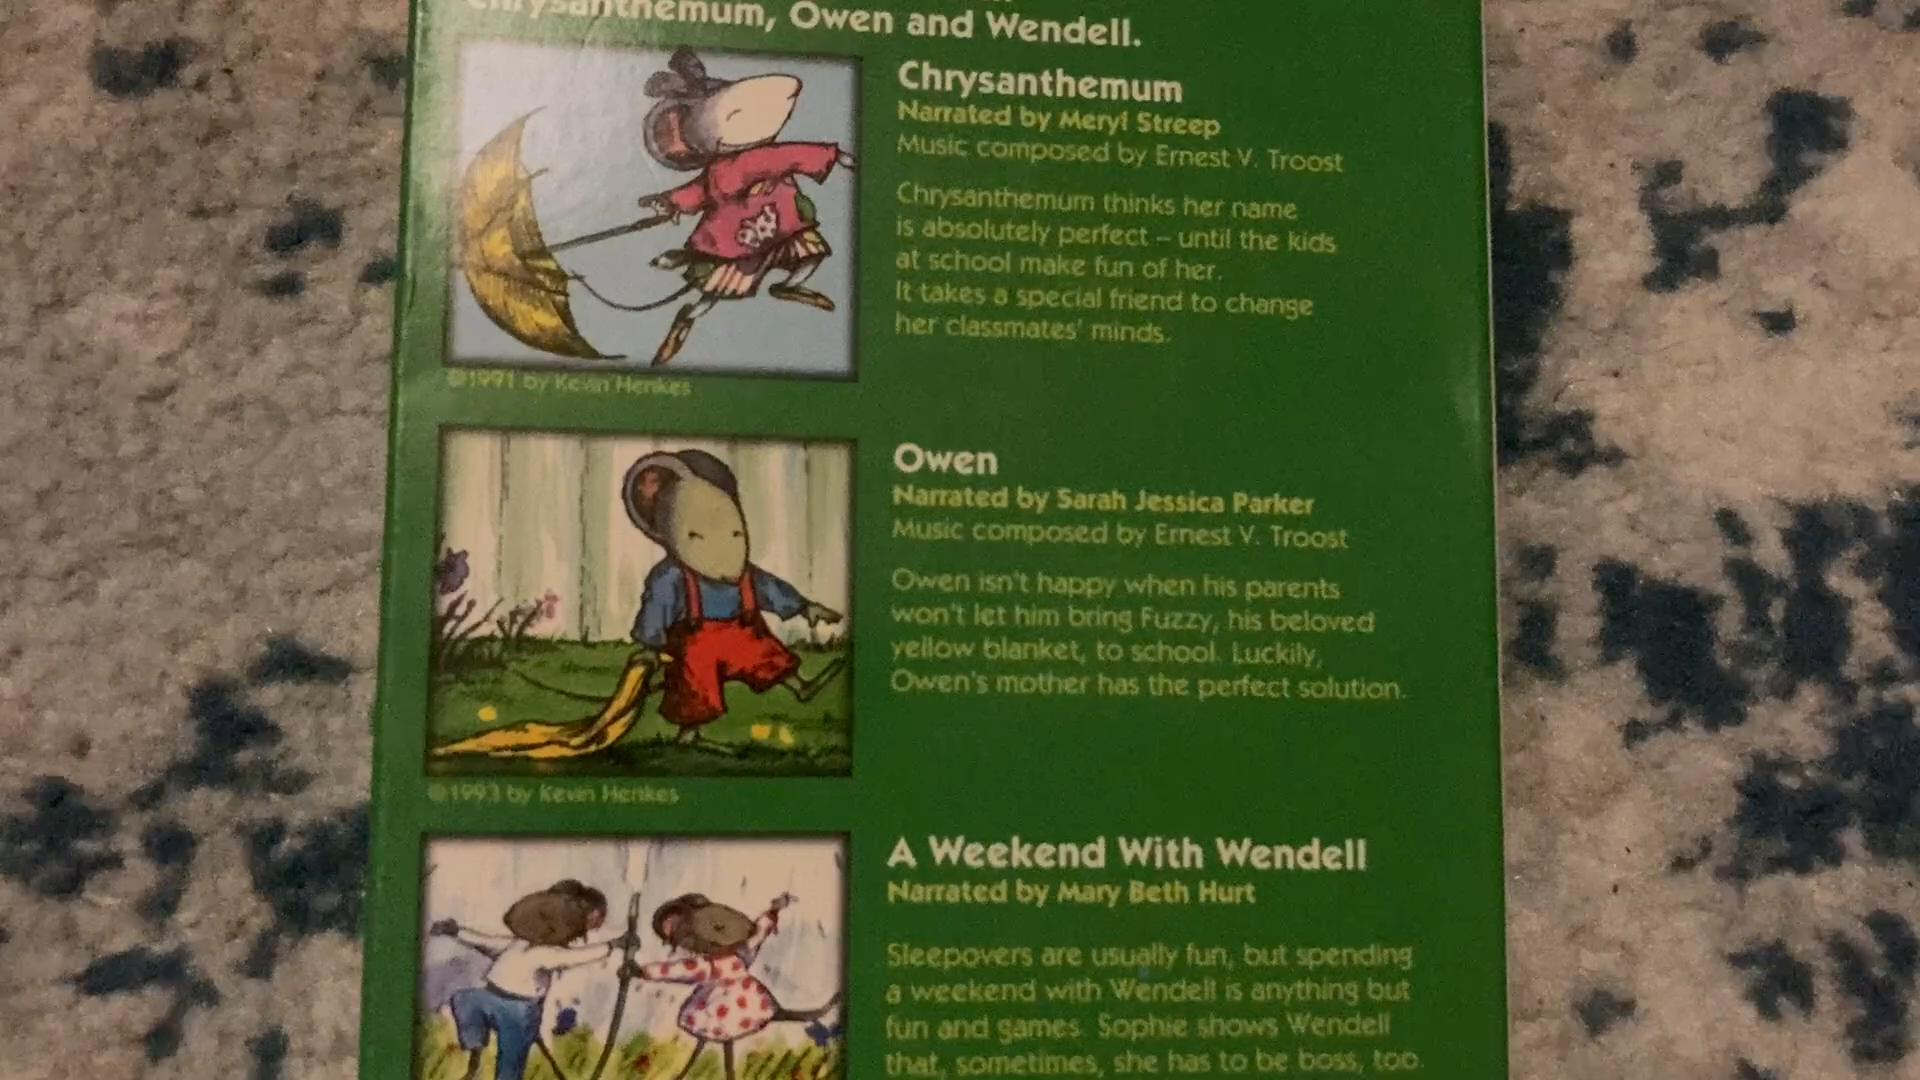 Chrysanthemum, Owen and Wendell.
Chrysanthemum
Narrated by Meryl Streep
Music composed by Ernest V. Troost
Chrysanthemum thinks her name
is absolutely perfect – until the kids
at school make fun of her.
It takes a special friend to change
her classmates' minds.
©1991 by Kevin Henkes
Owen
Narrated by Sarah Jessica Parker
Music composed by Ernest V. Troost
Owen isn't happy when his parents
won't let him bring Fuzzy, his beloved
yellow blanket, to school. Luckily,
Owen's mother has the perfect solution.
©1993 by Kevin Henkes
A Weekend With Wendell
Narrated by Mary Beth Hurt
Sleepovers are usually fun, but spending
a weekend with Wendell is anything but
fun and games. Sophie shows Wendell
that, sometimes, she has to be boss, too.